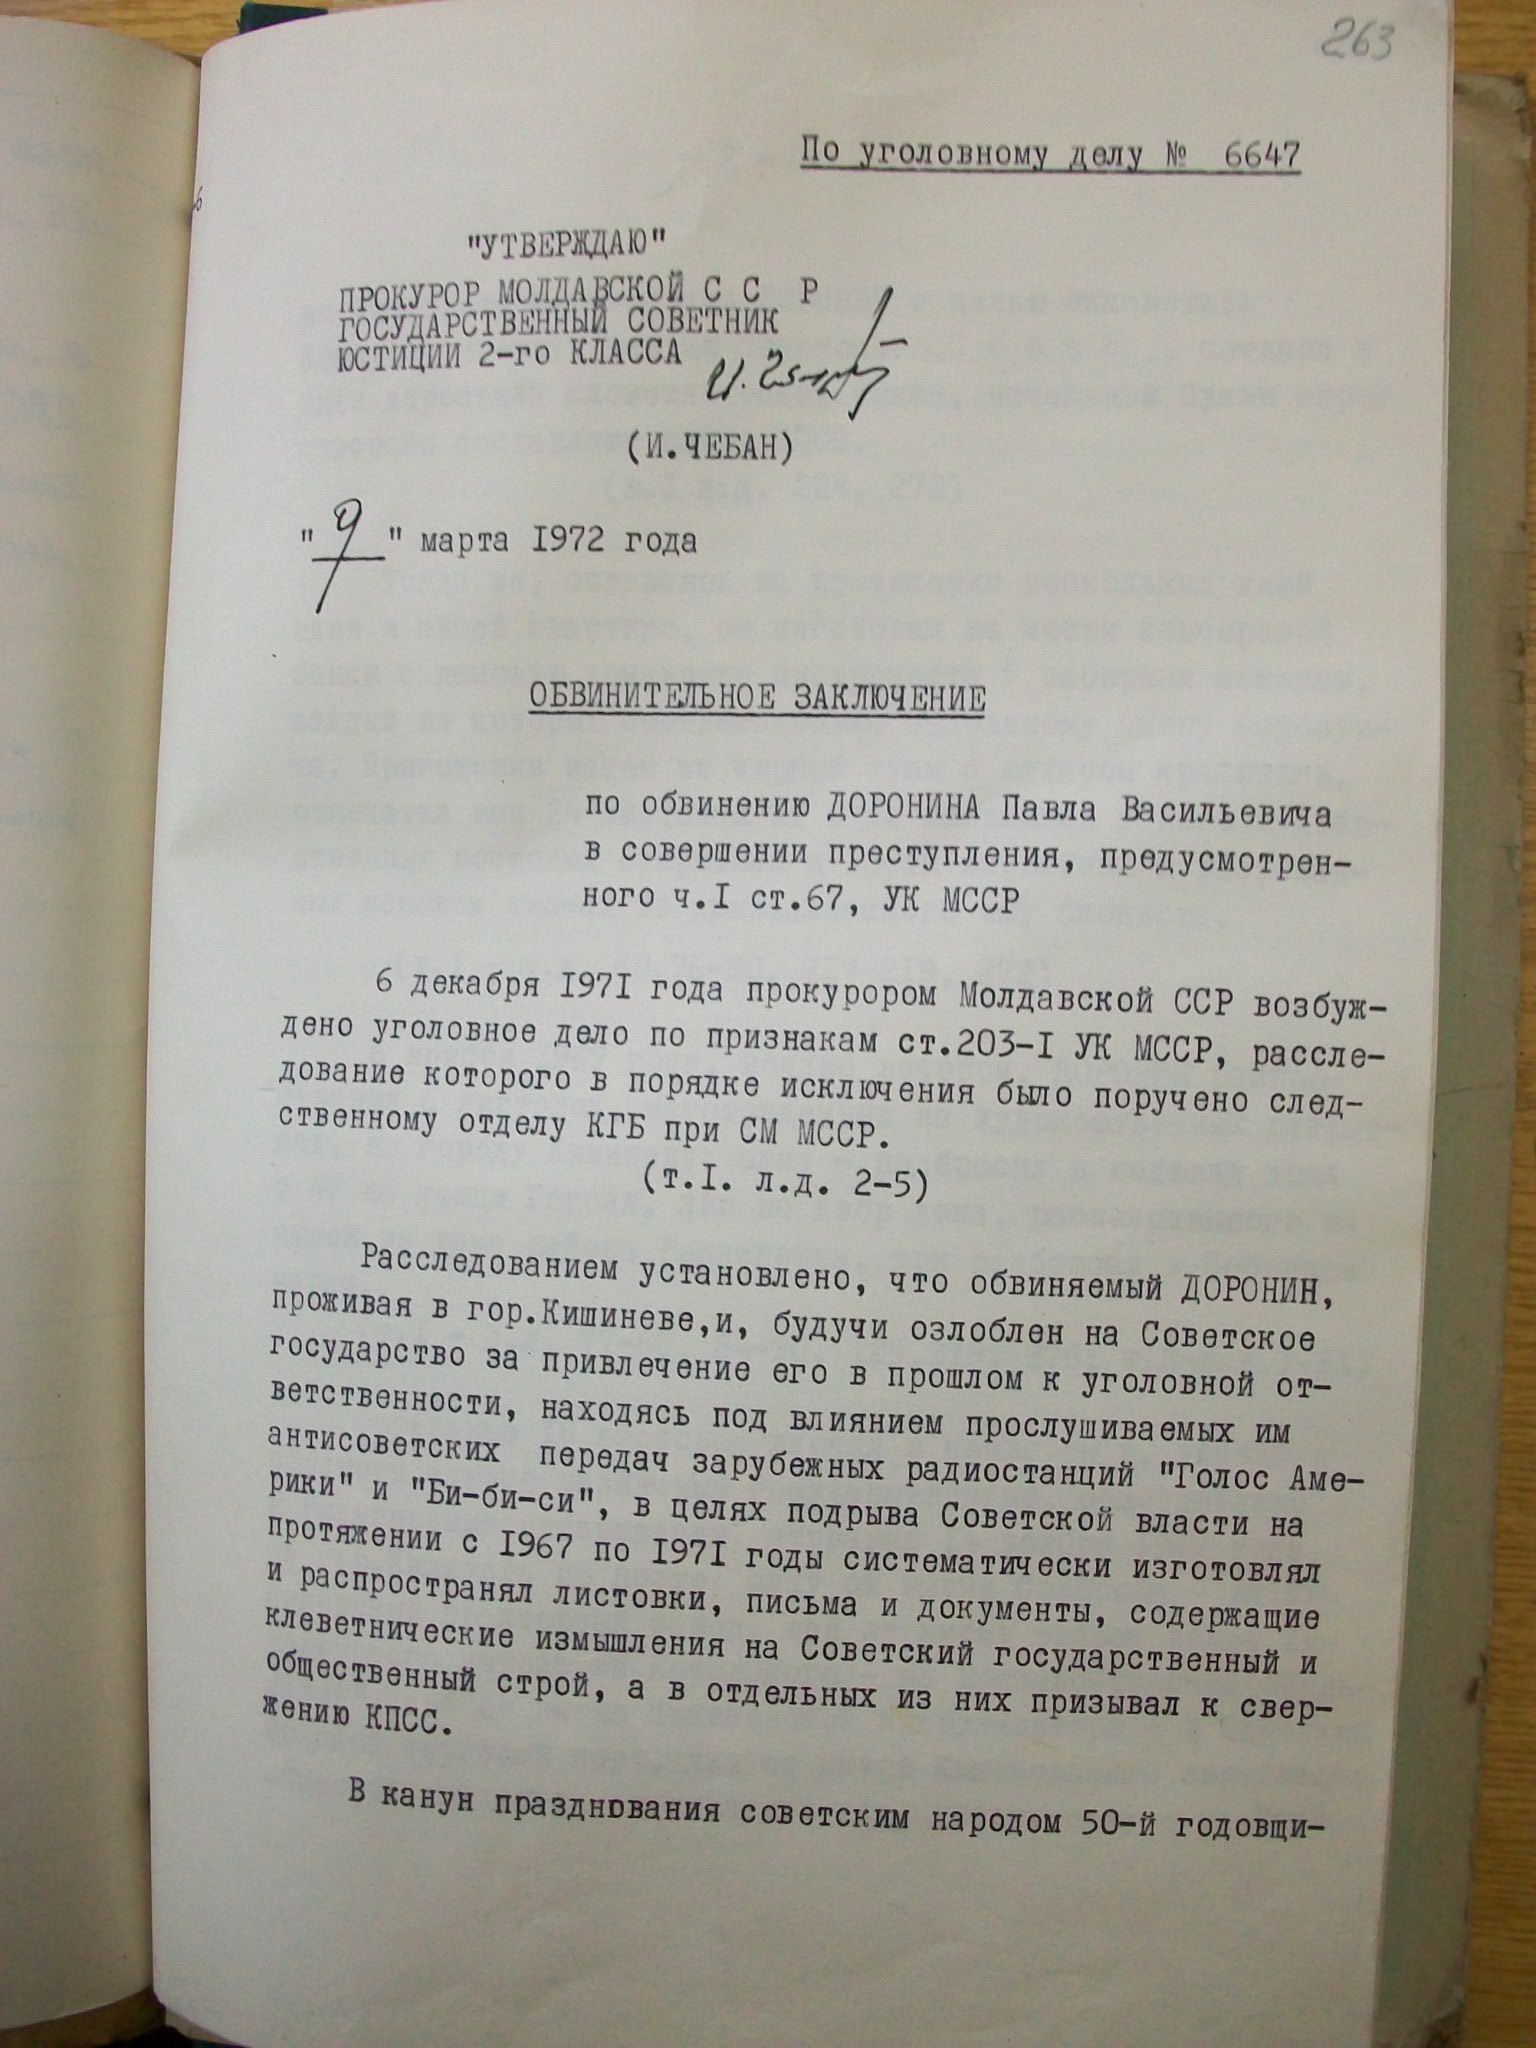 263
По уголовному делу № 6647
"УТВЕРЖДАЮ"
ПРОКУРОР МОЛДАВСКОЙ С С Р
ГОСУДАРСТВЕННЫЙ СОВЕТНИК
ЮСТИЦИИ 2-го КЛАССА
(И.ЧЕБАН)
"9" марта I972 года
ОБВИНИТЕЛЬНОЕ ЗАКЛЮЧЕНИЕ
по обвинению ДОРОНИНА Павла Васильевича
в совершении преступления, предусмотрен-
ного ч.I ст.67, УК МССР
6 декабря I97I года прокурором Молдавской ССР возбуж-
дено уголовное дело по признакам ст.203-I УК МССР, рассле-
дование которого в порядке исключения было поручено след-
ственному отделу КГБ при СМ МССР.
(т.I. л.д. 2-5)
Расследованием установлено, что обвиняемый ДОРОНИН,
проживая в гор.Кишиневе,и, будучи озлоблен на Советское
государство за привлечение его в прошлом к уголовной от-
ветственности, находясь под влиянием прослушиваемых им
антисоветских передач зарубежных радиостанций "Голос Аме-
рики" и "Би-би-си", в целях подрыва Советской власти на
протяжении с I967 по I97I годы систематически изготовлял
и распространял листовки, письма и документы, содержащие
клеветнические измышления на Советский государственный и
общественный строй, а в отдельных из них призывал к свер-
жению КПСС.
В канун празднования советским народом 50-й годовщи-